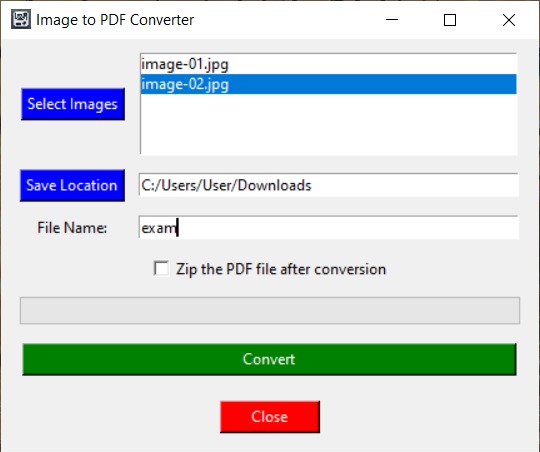 Image to PDF Converter
image-01.jpg
image-02.jpg
Select Images
Save Location
C:/Users/User/Downloads
File Name:
exam
Zip the PDF file after conversion
Convert
Close